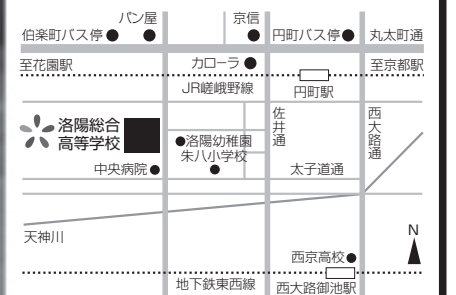 パン屋
京信
伯楽町バス停
円町バス停
丸太町通
至花園駅
カローラ
至京都駅
JR嵯峨野線
円町駅
洛陽総合
高等学校
洛陽幼稚園
朱八小学校
佐井通
西大路通
中央病院
太子道通
天神川
N
西京高校
地下鉄東西線
西大路御池駅